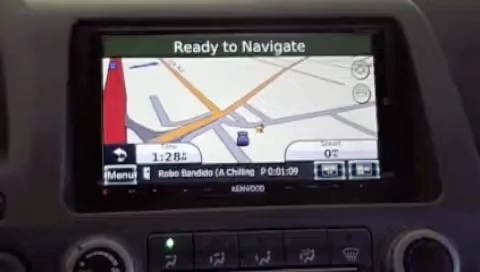 Ready to Navigate
Time
1:28
Speed
0
Menu
Robo Bandido (A Chilling P 0:01:09
KENWOOD